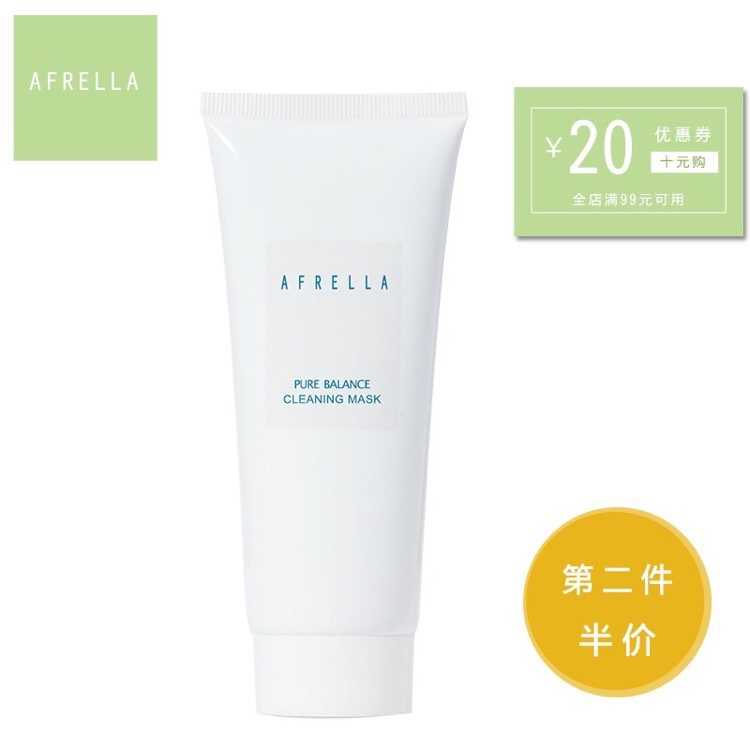 AFRELLA
¥20 优惠券
十元购
全店满99元可用
AFRELLA
PURE BALANCE
CLEANING MASK
第二件
半价